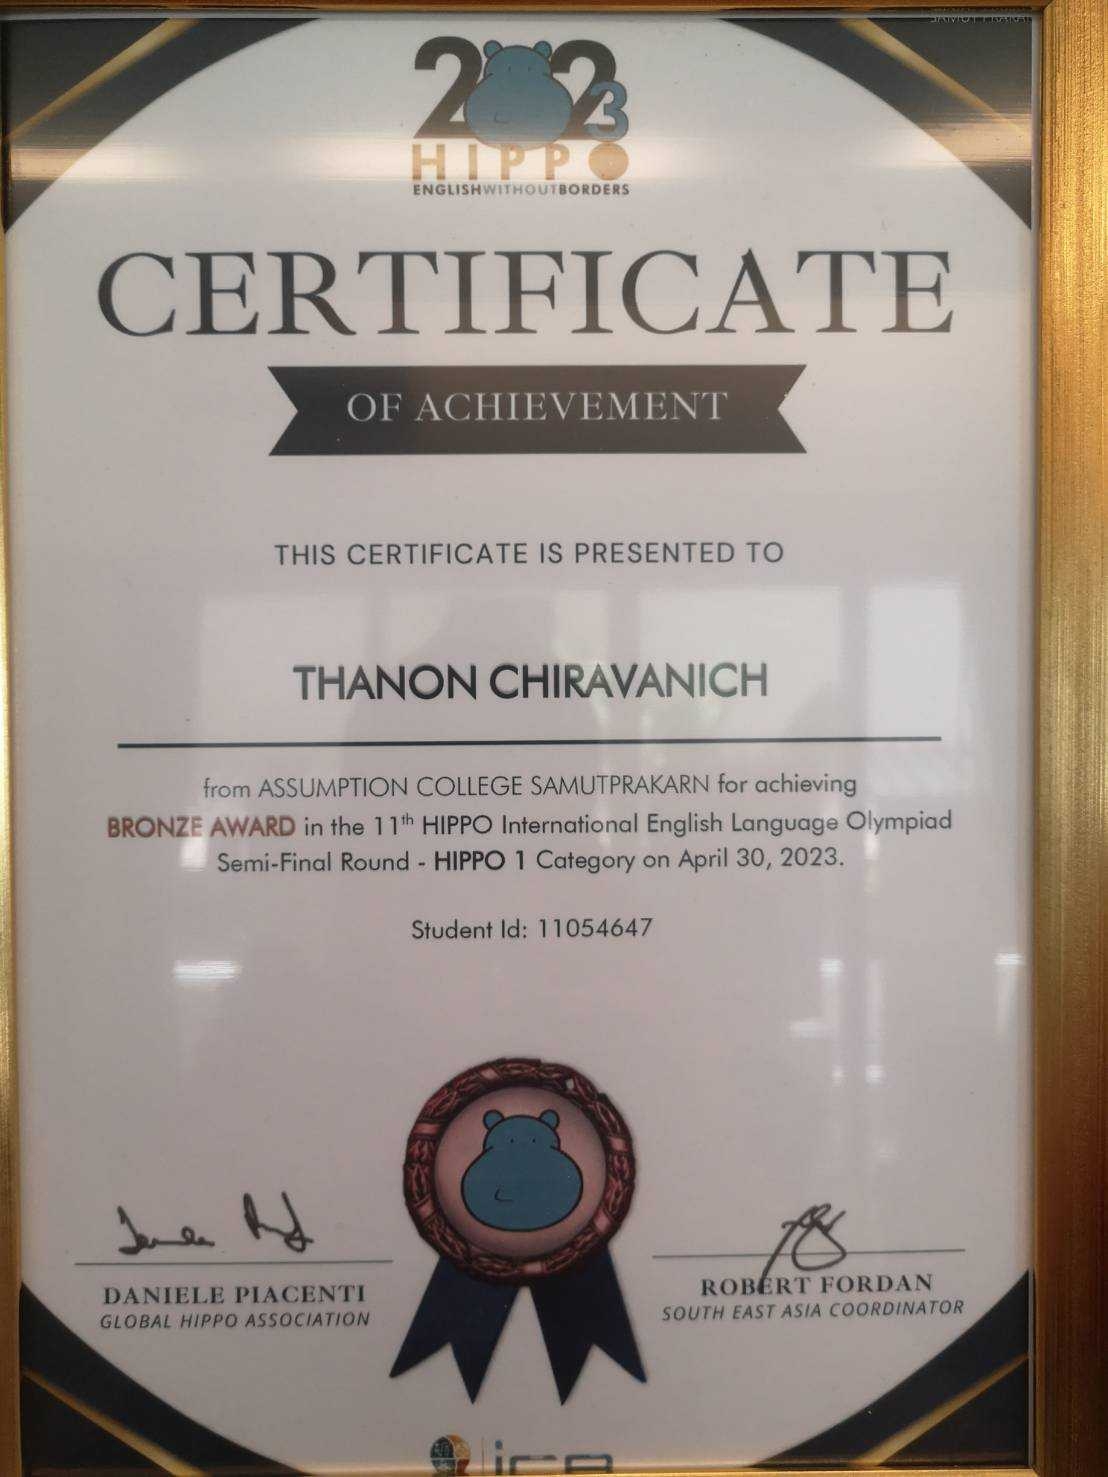 2023
HIPPO
ENGLISHWITHOUTBORDERS
CERTIFICATE
OF ACHIEVEMENT
THIS CERTIFICATE IS PRESENTED TO
THANON CHIRAVANICH
from ASSUMPTION COLLEGE SAMUTPRAKARN for achieving
BRONZE AWARD in the 11th HIPPO International English Language Olympiad
Semi-Final Round - HIPPO 1 Category on April 30, 2023.
Student Id: 11054647
DANIELE PIACENTI
GLOBAL HIPPO ASSOCIATION
ROBERT FORDAN
SOUTH EAST ASIA COORDINATOR